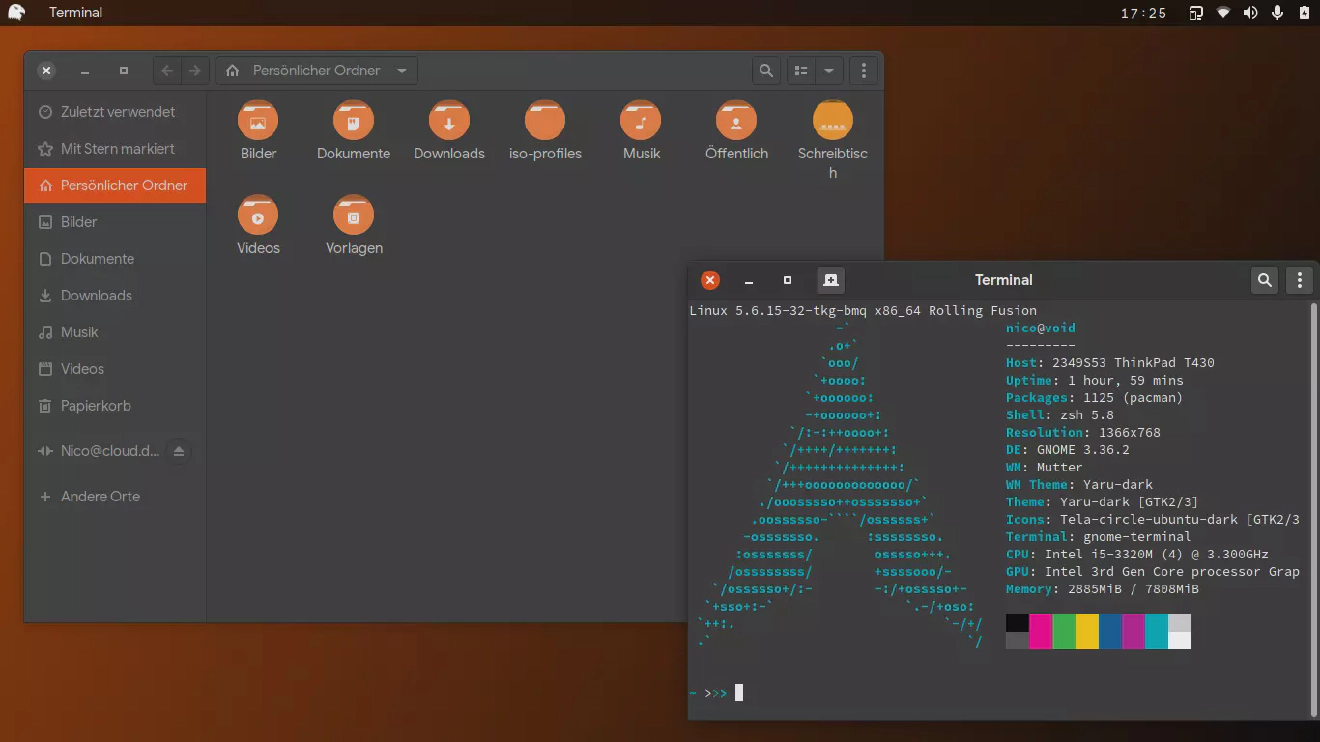 Terminal
17:25
Persönlicher Ordner
Zuletzt verwendet
Mit Stern markiert
Persönlicher Ordner
Bilder
Dokumente
Downloads
Musik
Videos
Papierkorb
Nico@cloud.d...
Andere Orte
Bilder
Dokumente
Downloads
iso-profiles
Musik
Öffentlich
Schreibtisc
h
Videos
Vorlagen
Terminal
Linux 5.6.15-32-tkg-bmq x86_64 Rolling Fusion
nico@void
---------
Host: 2349S53 ThinkPad T430
Uptime: 1 hour, 59 mins
Packages: 1125 (pacman)
Shell: zsh 5.8
Resolution: 1366x768
DE: GNOME 3.36.2
WM: Mutter
WM Theme: Yaru-dark
Theme: Yaru-dark [GTK2/3]
Icons: Tela-circle-ubuntu-dark [GTK2/3
Terminal: gnome-terminal
CPU: Intel i5-3320M (4) @ 3.300GHz
GPU: Intel 3rd Gen Core processor Grap
Memory: 2885MiB / 7808MiB
~ >>>